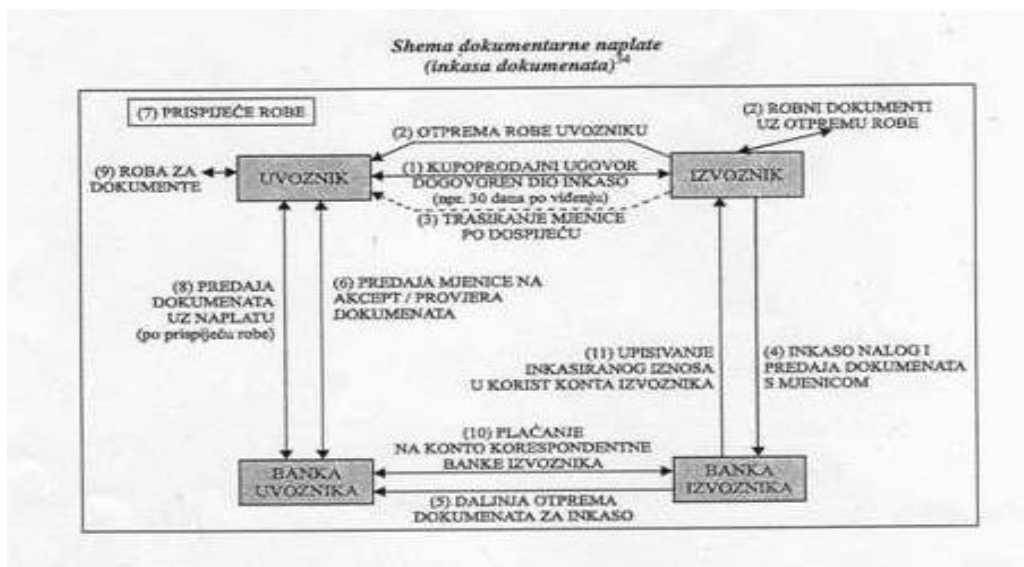 Shema dokumentarne naplate
(inkasa dokumenata)54
(7) PRISPIJEĆE ROBE
(2) OTPREMA ROBE UVOZNIKU
(2) ROBNI DOKUMENTI
UZ OTPREMU ROBE
(9) ROBA ZA
DOKUMENTE
UVOZNIK
(1) KUPOPRODAJNI UGOVOR
DOGOVOREN DIO INKASO
(npr. 30 dana po viđenju)
IZVOZNIK
(3) TRASIRANJE MJENICE
PO DOSPIJEĆU
(8) PREDAJA
DOKUMENATA
UZ NAPLATU
(po prispijeću robe)
(6) PREDAJA MJENICE NA
AKCEPT / PROVJERA
DOKUMENATA
(11) UPISIVANJE
INKASIRANOG IZNOSA
U KORIST KONTA IZVOZNIKA
(4) INKASO NALOG I
PREDAJA DOKUMENATA
S MJENICOM
(10) PLAĆANJE
NA KONTO KORESPONDENTNE
BANKE IZVOZNIKA
BANKA
UVOZNIKA
BANKA
IZVOZNIKA
(5) DALJNJA OTPREMA
DOKUMENATA ZA INKASO